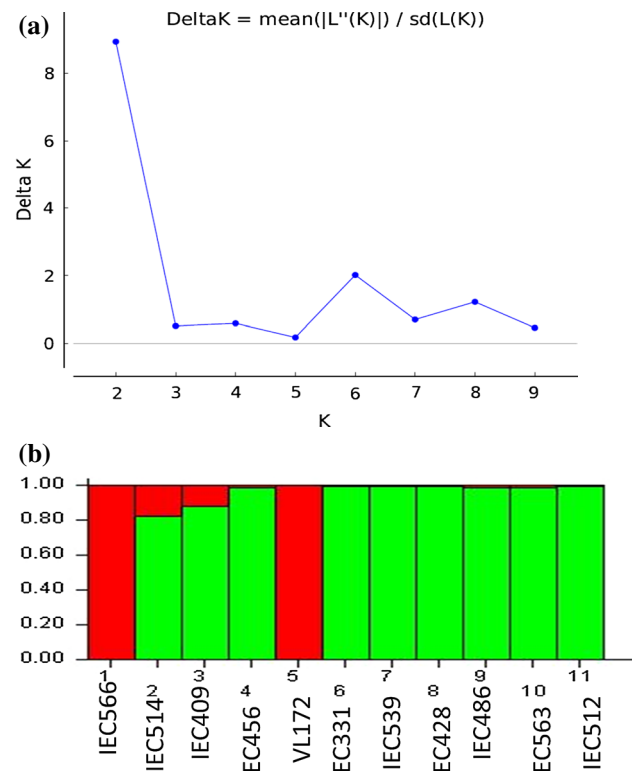 (a)
DeltaK = mean(|L''(K)|) / sd(L(K))
Delta K
8
6
4
2
0
2 3 4 5 6 7 8 9
K
(b)
1.00
0.80
0.60
0.40
0.20
0.00
1 2 3 4 5 6 7 8 9 10 11
IEC566 IEC514 IEC409 EC456 VL172 EC331 IEC539 EC428 IEC486 EC563 IEC512